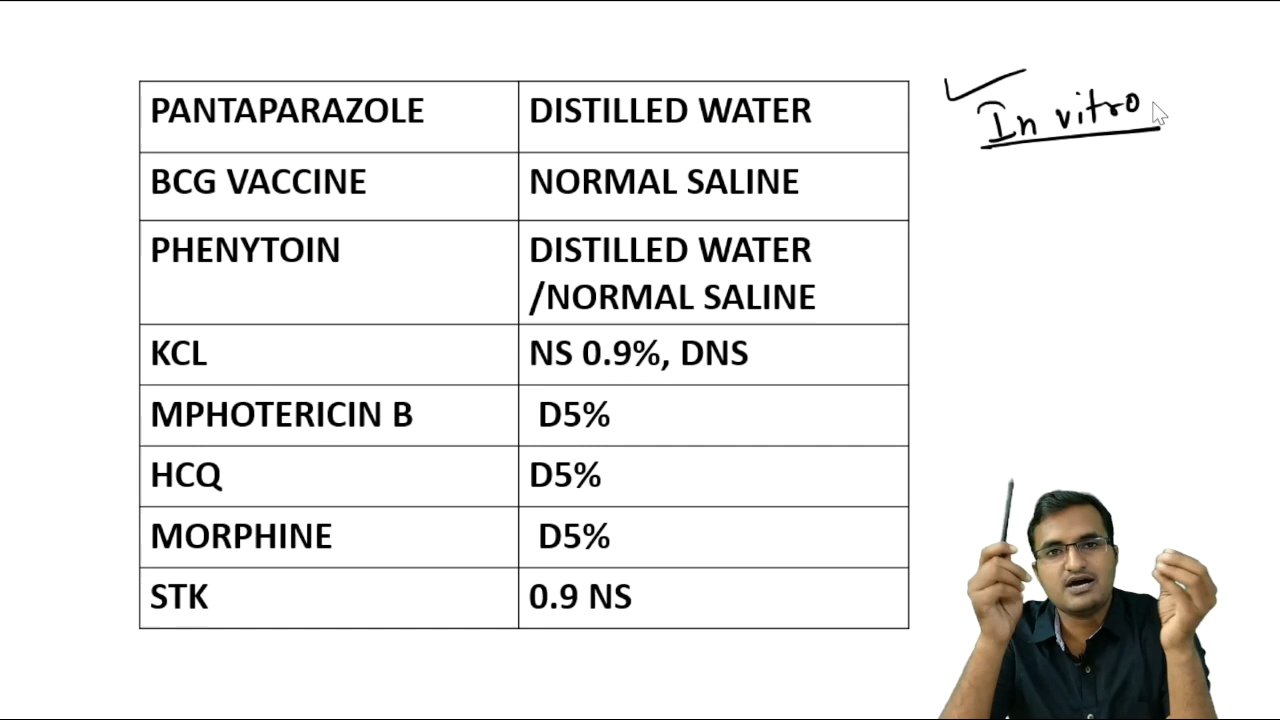 PANTAPARAZOLE DISTILLED WATER
In vitro
BCG VACCINE NORMAL SALINE
PHENYTOIN DISTILLED WATER
/NORMAL SALINE
KCL NS 0.9%, DNS
MPHOTERICIN B D5%
HCQ D5%
MORPHINE D5%
STK 0.9 NS